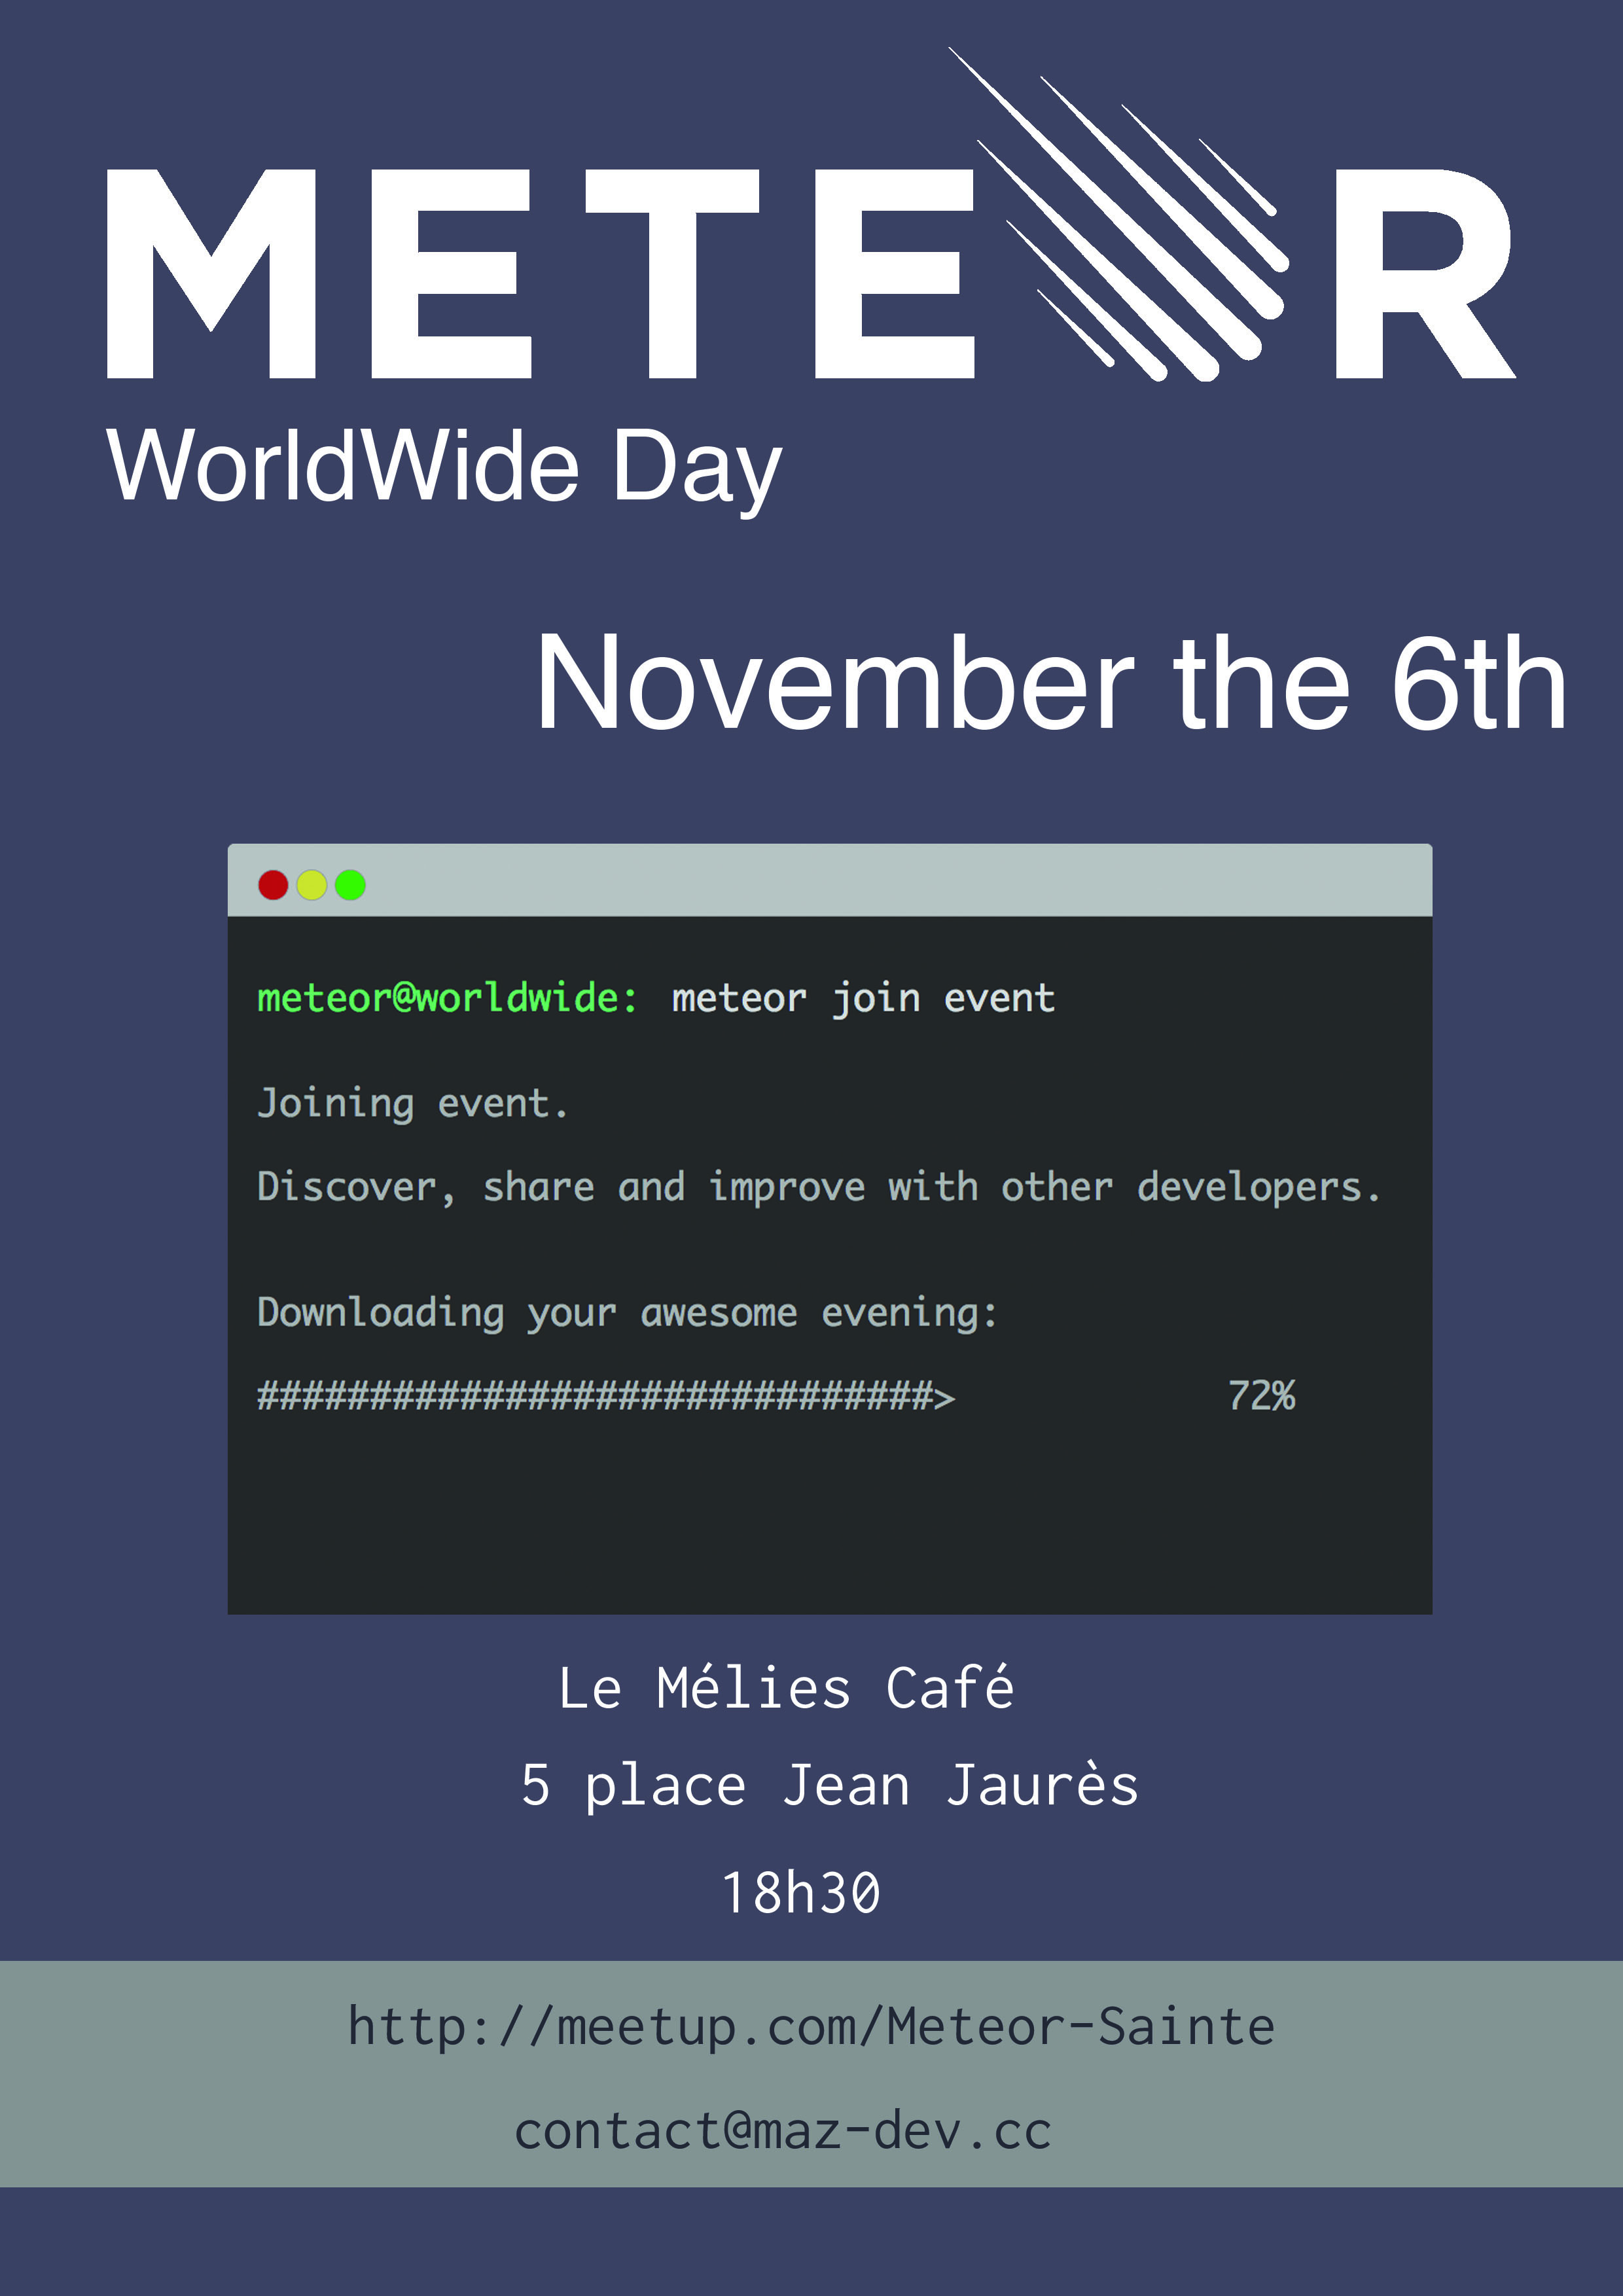 METEOR
WorldWide Day
November the 6th
meteor@worldwide: meteor join event
Joining event.
Discover, share and improve with other developers.
Downloading your awesome evening:
##############################> 72%
Le Mélies Café
5 place Jean Jaurès
18h30
http://meetup.com/Meteor-Sainte
contact@maz-dev.cc